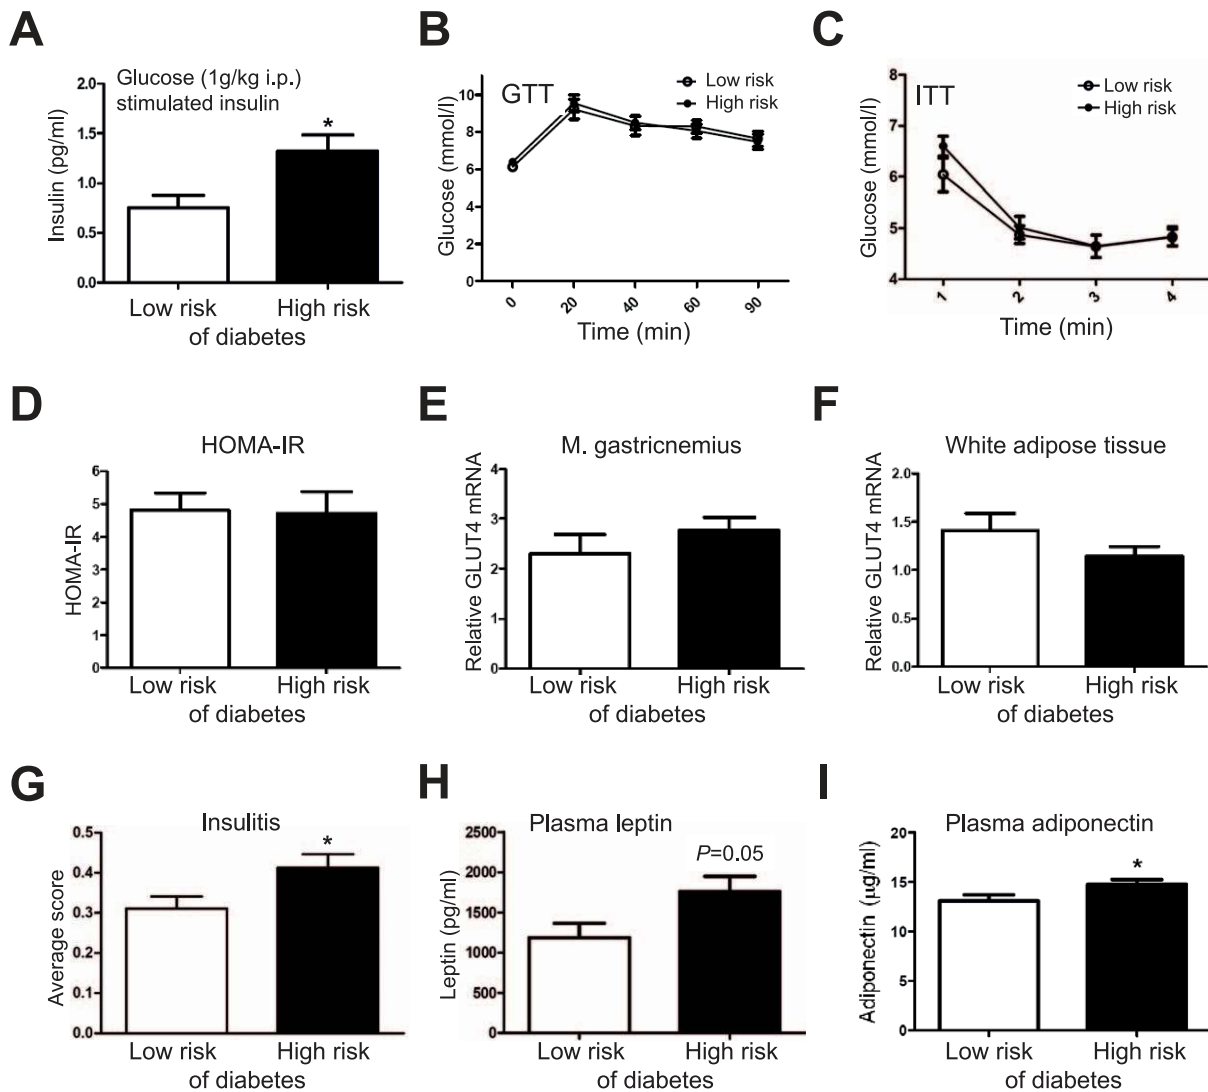 A
Glucose (1g/kg i.p.)
stimulated insulin
*
Insulin (pg/ml)
2.0
1.5
1.0
0.5
0.0
Low risk
High risk
of diabetes
B
GTT
Low risk
High risk
Glucose (mmol/l)
10
8
6
4
2
0
0
20
40
60
90
Time (min)
C
ITT
Low risk
High risk
Glucose (mmol/l)
8
7
6
5
4
1
2
3
4
Time (min)
D
HOMA-IR
HOMA-IR
6
5
4
3
2
1
0
Low risk
High risk
of diabetes
E
M. gastricnemius
Relative GLUT4 mRNA
4
3
2
1
0
Low risk
High risk
of diabetes
F
White adipose tissue
Relative GLUT4 mRNA
2.0
1.5
1.0
0.5
0.0
Low risk
High risk
of diabetes
G
Insulitis
*
Average score
0.5
0.4
0.3
0.2
0.1
0.0
Low risk
High risk
of diabetes
H
Plasma leptin
P=0.05
Leptin (pg/ml)
2500
2000
1500
1000
500
0
Low risk
High risk
of diabetes
I
Plasma adiponectin
*
Adiponectin (µg/ml)
20
15
10
5
0
Low risk
High risk
of diabetes